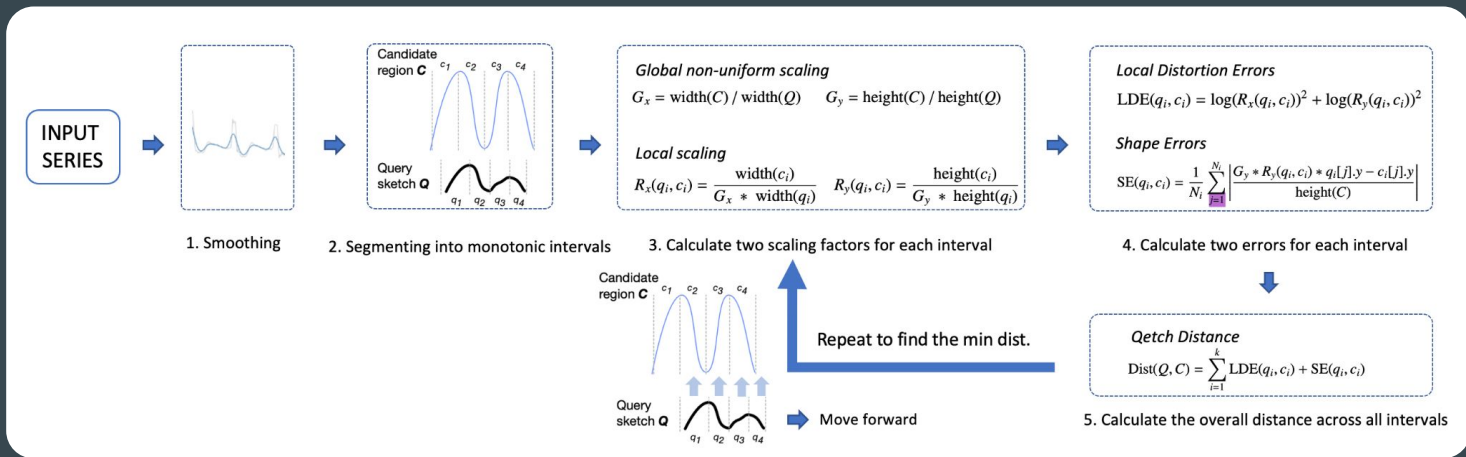 INPUT
SERIES
1. Smoothing
Candidate
region C
c1 c2 c3 c4
Query
sketch Q
q1 q2 q3 q4
2. Segmenting into monotonic intervals
Global non-uniform scaling
Gx = width(C) / width(Q) Gy = height(C) / height(Q)
Local scaling
Rx(qi, ci) = width(ci) / (Gx * width(qi)) Ry(qi, ci) = height(ci) / (Gy * height(qi))
3. Calculate two scaling factors for each interval
Local Distortion Errors
LDE(qi, ci) = log(Rx(qi, ci))² + log(Ry(qi, ci))²
Shape Errors
SE(qi, ci) = 1/Ni ∑_{j=1}^{Ni} |(Gy * Ry(qi, ci) * qi[j].y − ci[j].y) / height(C)|
4. Calculate two errors for each interval
Qetch Distance
Dist(Q, C) = ∑_{i=1}^{k} LDE(qi, ci) + SE(qi, ci)
5. Calculate the overall distance across all intervals
Repeat to find the min dist.
Candidate
region C
c1 c2 c3 c4
Query
sketch Q
q1 q2 q3 q4
Move forward